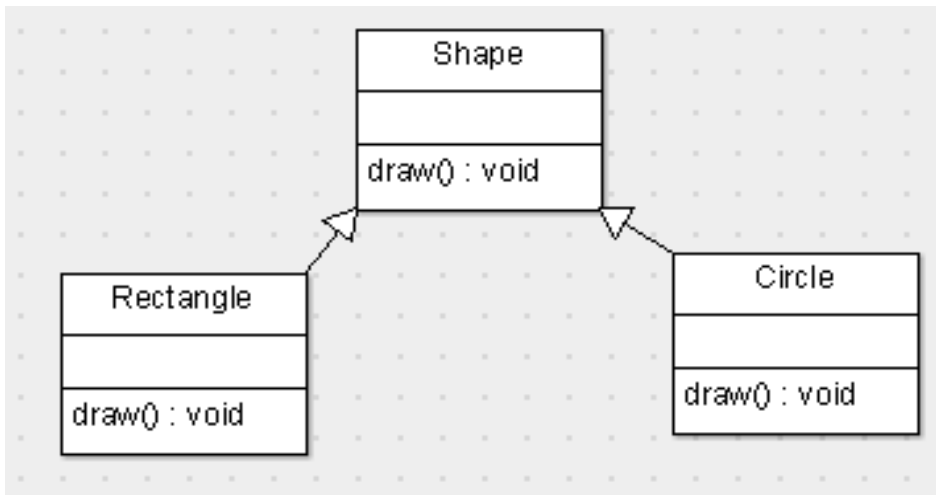 Shape
draw() : void
Rectangle
draw() : void
Circle
draw() : void